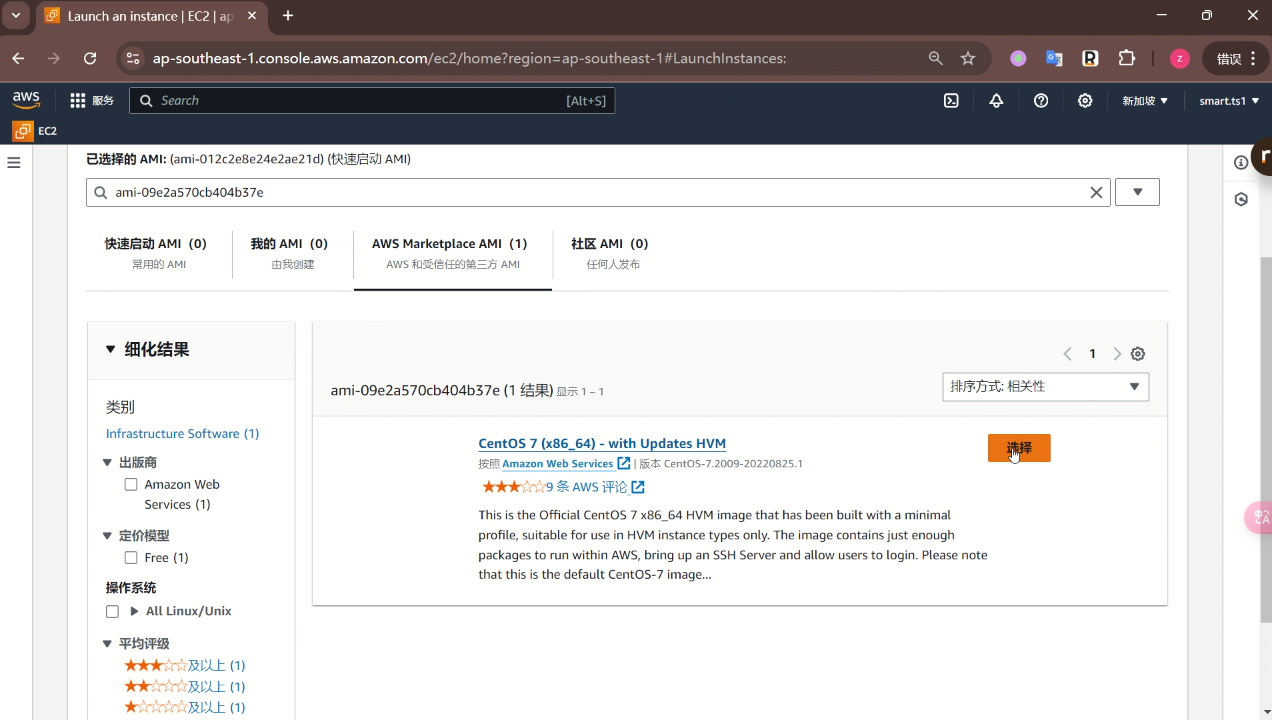 Launch an instance | EC2 | ap
ap-southeast-1.console.aws.amazon.com/ec2/home?region=ap-southeast-1#LaunchInstances:
z
错误
aws
服务
Search
[Alt+S]
新加坡
smart.ts1
EC2
已选择的 AMI: (ami-012c2e8e24e2ae21d) (快速启动 AMI)
ami-09e2a570cb404b37e
快速启动 AMI (0)
常用的 AMI
我的 AMI (0)
由我创建
AWS Marketplace AMI (1)
AWS 和受信任的第三方 AMI
社区 AMI (0)
任何人发布
细化结果
类别
Infrastructure Software (1)
出版商
Amazon Web
Services (1)
定价模型
Free (1)
操作系统
All Linux/Unix
平均评级
及以上 (1)
及以上 (1)
及以上 (1)
1
ami-09e2a570cb404b37e (1 结果) 显示 1 – 1
排序方式: 相关性
CentOS 7 (x86_64) - with Updates HVM
按照 Amazon Web Services | 版本 CentOS-7.2009-20220825.1
9 条 AWS 评论
选择
This is the Official CentOS 7 x86_64 HVM image that has been built with a minimal
profile, suitable for use in HVM instance types only. The image contains just enough
packages to run within AWS, bring up an SSH Server and allow users to login. Please note
that this is the default CentOS-7 image...